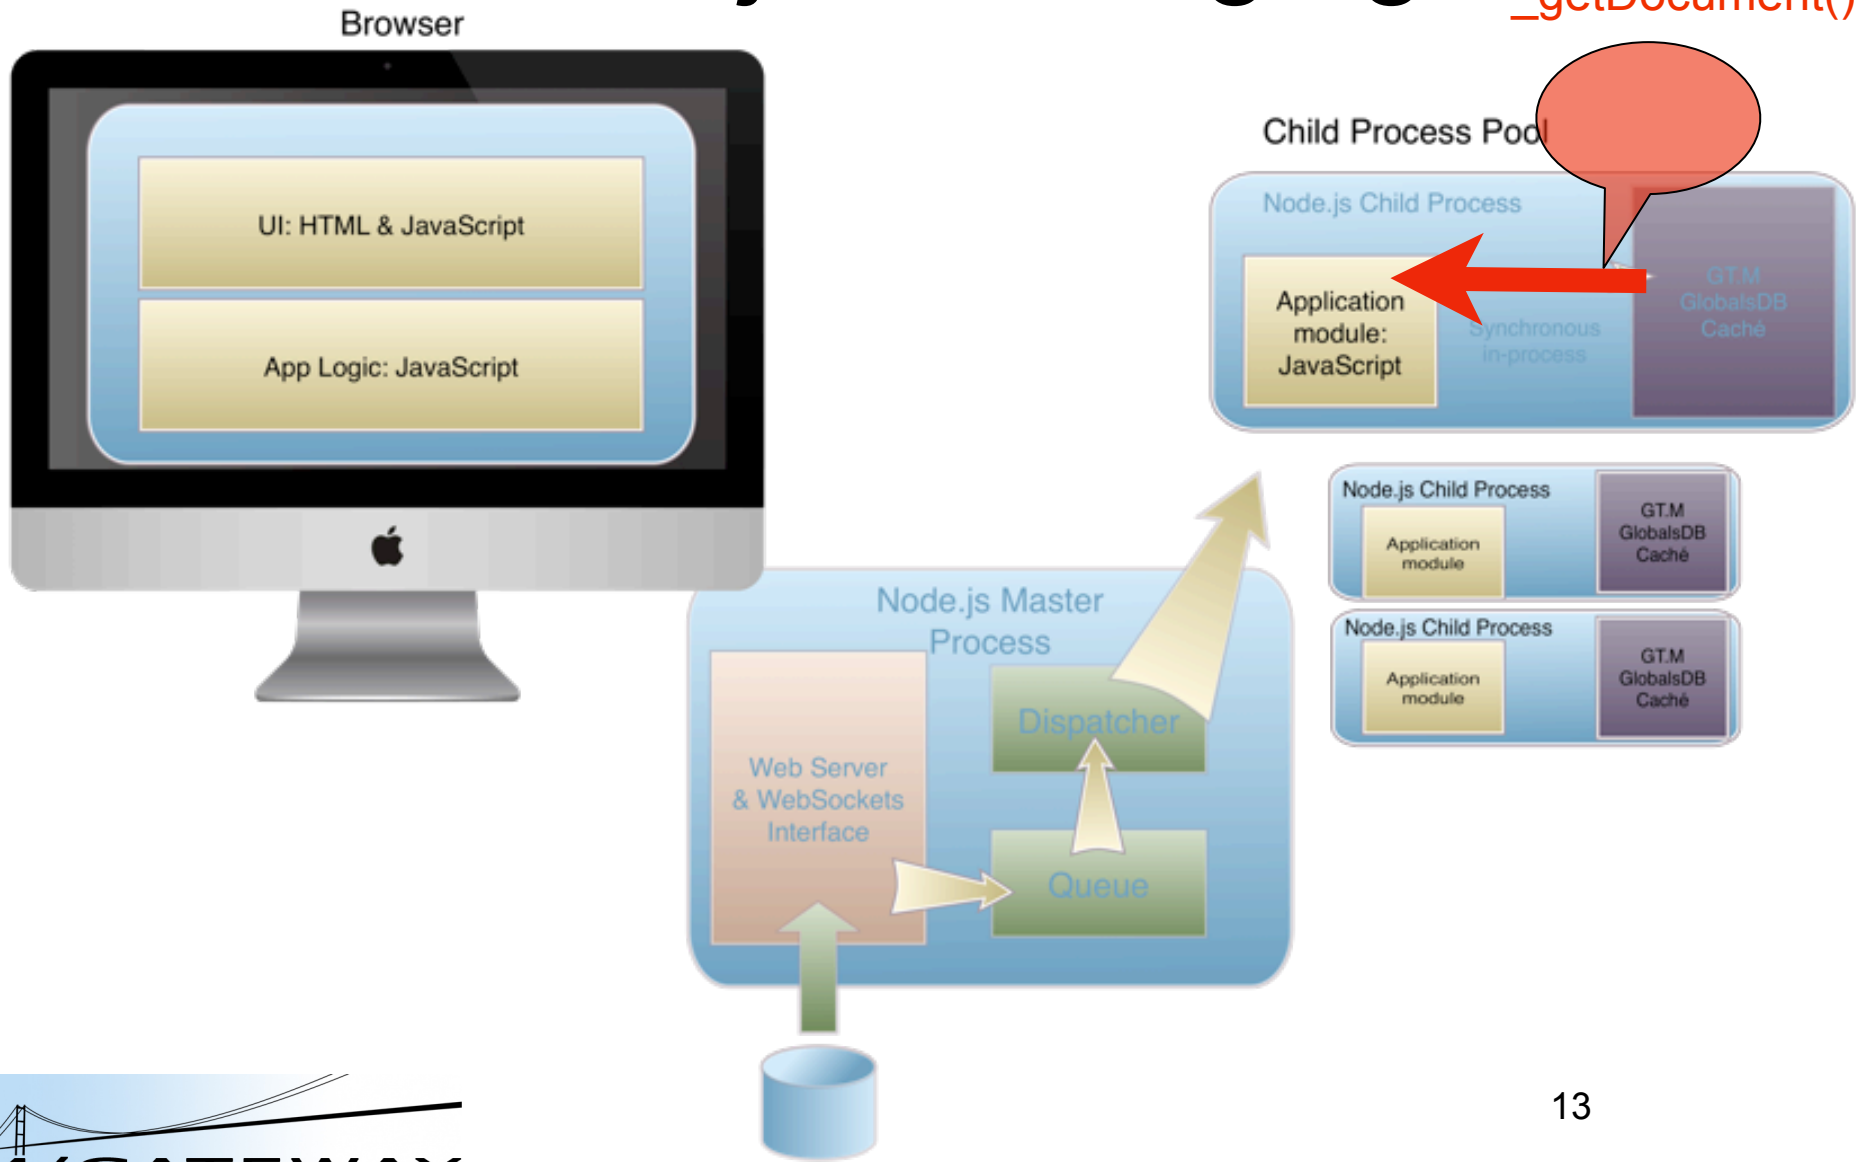 _getDocument()
Browser
UI: HTML & JavaScript
App Logic: JavaScript
Child Process Pool
Node.js Child Process
Application
module:
JavaScript
Synchronous
in-process
GT.M
GlobalsDB
Caché
Node.js Child Process
Application
module
GT.M
GlobalsDB
Caché
Node.js Child Process
Application
module
GT.M
GlobalsDB
Caché
Node.js Master
Process
Web Server
& WebSockets
Interface
Dispatcher
Queue
13